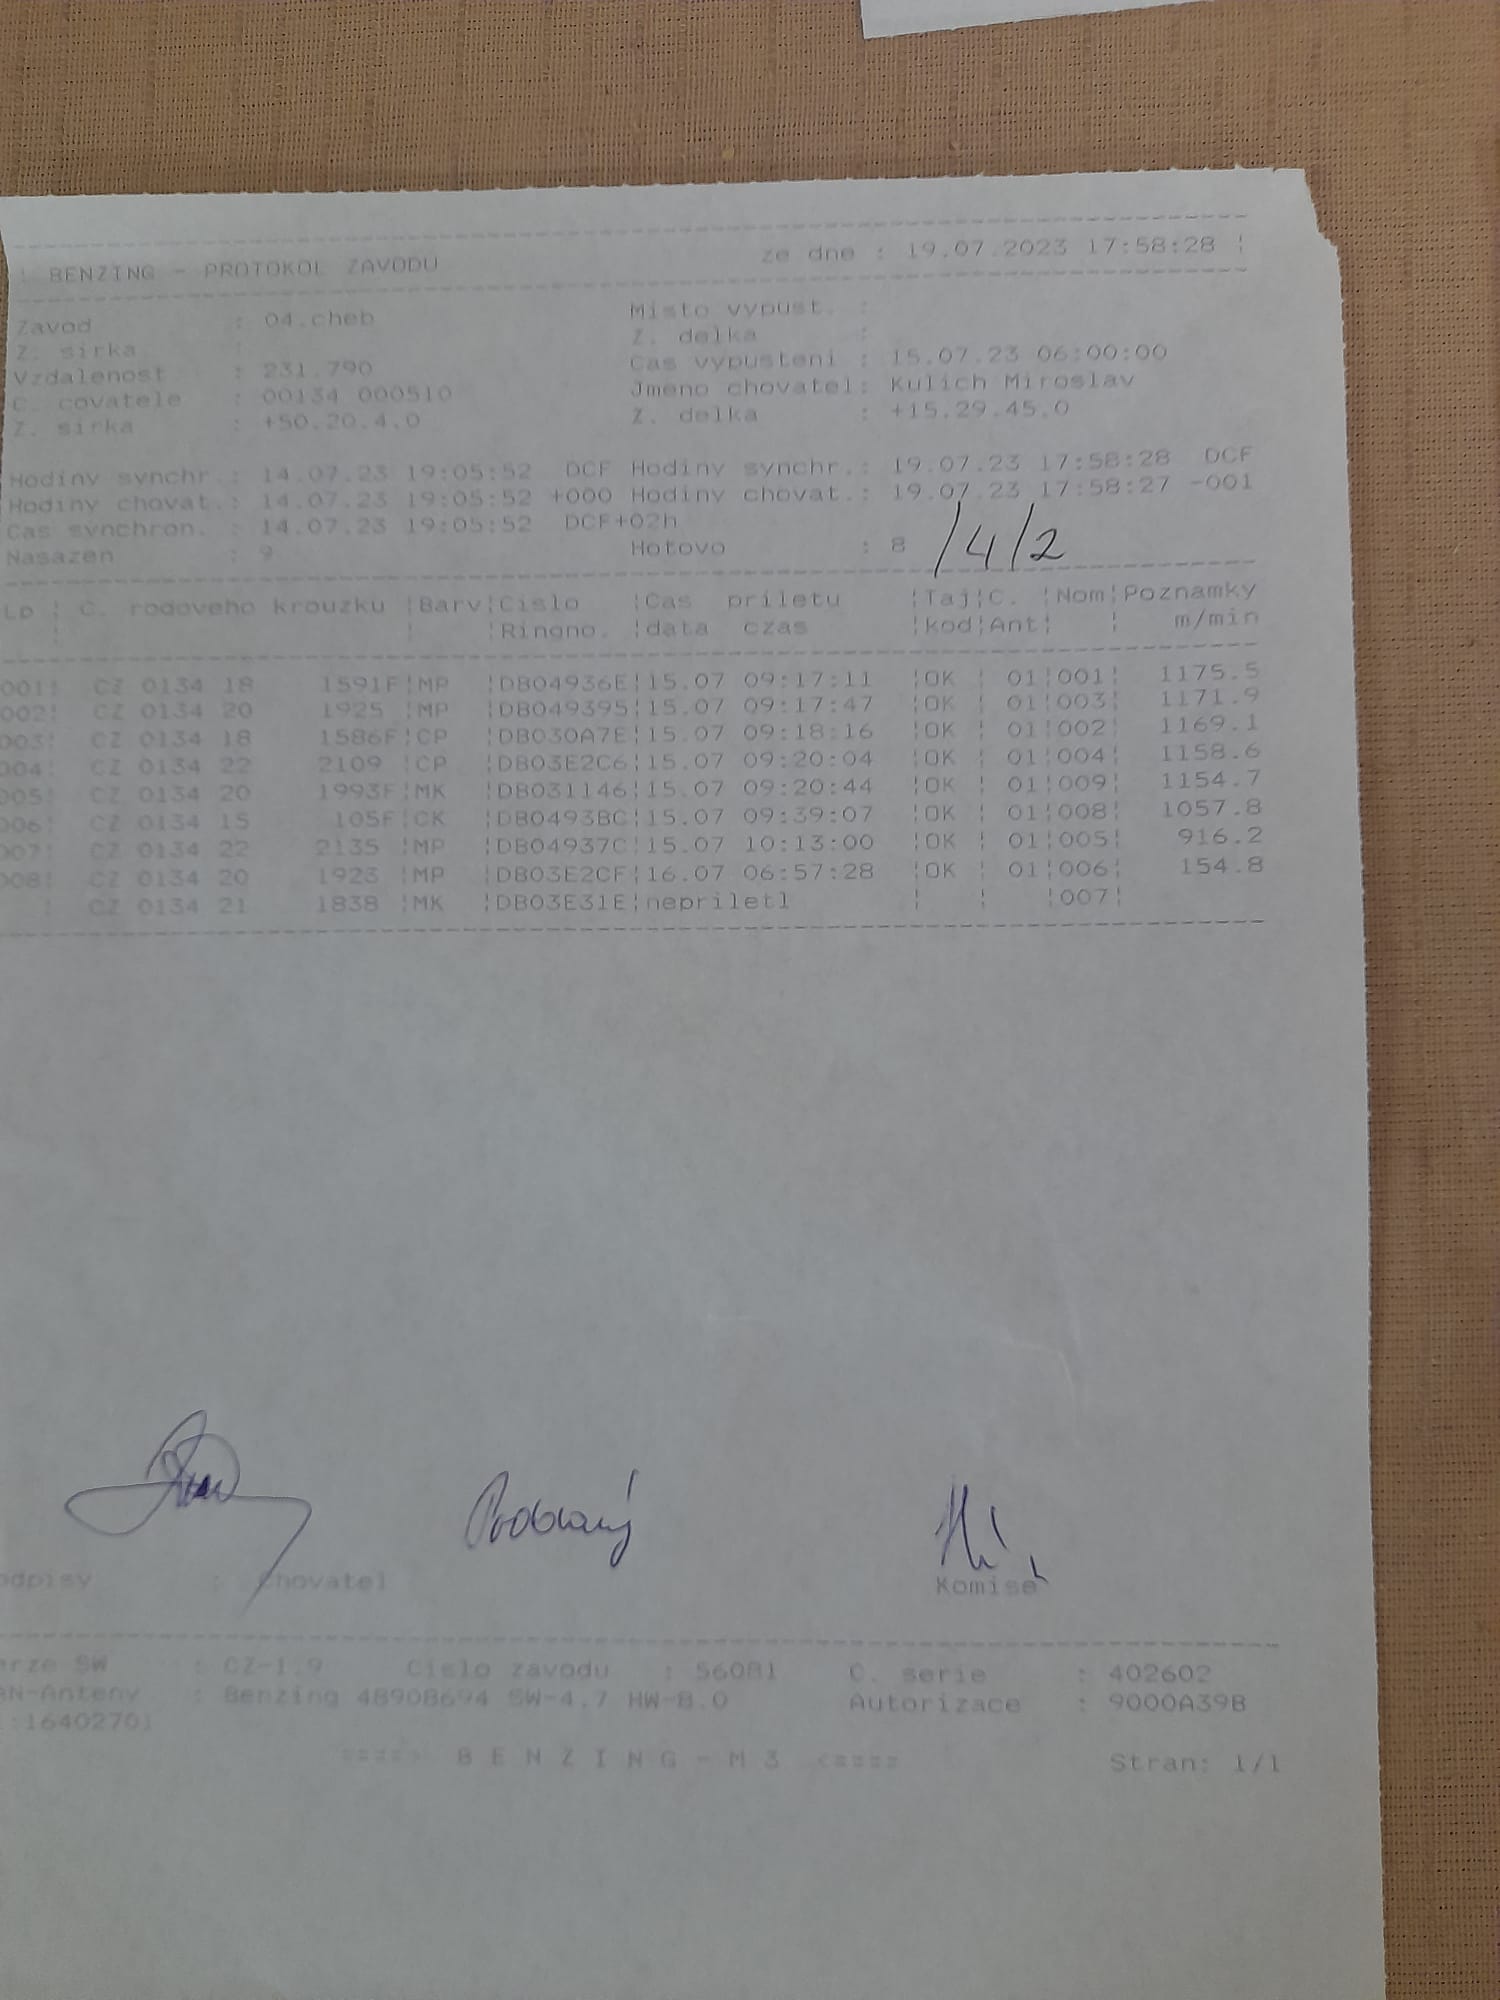 BENZING - PROTOKOL ZAVODU ze dne : 19.07.2023 17:58:28
Zavod : 04.cheb Misto vypust. :
Z. sirka : Z. delka :
Vzdalenost : 231.790 Cas vypusteni : 15.07.23 06:00:00
C. covatele : 00134 000510 Jmeno chovatel: Kulich Miroslav
Z. sirka : +50.20.4.0 Z. delka : +15.29.45.0
Hodiny synchr.: 14.07.23 19:05:52 DCF Hodiny synchr.: 19.07.23 17:58:28 DCF
Hodiny chovat.: 14.07.23 19:05:52 +000 Hodiny chovat.: 19.07.23 17:58:27 -001
Cas synchron. : 14.07.23 19:05:52 DCF+02h
Nasazen : 9 Hotovo : 8 /4/2
Lp ¦ C. rodoveho krouzku ¦Barv¦Cislo ¦Cas priletu ¦Taj¦C. ¦Nom¦Poznamky
¦ ¦ ¦Ringno. ¦data czas ¦kod¦Ant¦ ¦ m/min
001¦ CZ 0134 18 1591F¦MP ¦DB04936E¦15.07 09:17:11 ¦OK ¦ 01¦001¦ 1175.5
002¦ CZ 0134 20 1925 ¦MP ¦DB049395¦15.07 09:17:47 ¦OK ¦ 01¦003¦ 1171.9
003¦ CZ 0134 18 1586F¦CP ¦DB030A7E¦15.07 09:18:16 ¦OK ¦ 01¦002¦ 1169.1
004¦ CZ 0134 22 2109 ¦CP ¦DB03E2C6¦15.07 09:20:04 ¦OK ¦ 01¦004¦ 1158.6
005¦ CZ 0134 20 1993F¦MK ¦DB031146¦15.07 09:20:44 ¦OK ¦ 01¦009¦ 1154.7
006¦ CZ 0134 15 105F¦CK ¦DB0493BC¦15.07 09:39:07 ¦OK ¦ 01¦008¦ 1057.8
007¦ CZ 0134 22 2135 ¦MP ¦DB04937C¦15.07 10:13:00 ¦OK ¦ 01¦005¦ 916.2
008¦ CZ 0134 20 1923 ¦MP ¦DB03E2CF¦16.07 06:57:28 ¦OK ¦ 01¦006¦ 154.8
¦ CZ 0134 21 1838 ¦MK ¦DB03E31E¦nepriletl ¦ ¦ ¦007¦
odpisy : Chovatel Komise
rze SW : CZ-1.9 Cislo zavodu : 56081 C. serie : 402602
N-Anteny : Benzing 48908694 SW-4.7 HW-8.0 Autorizace : 9000A39B
:16402701
====> B E N Z I N G - M 3 <==== Stran: 1/1